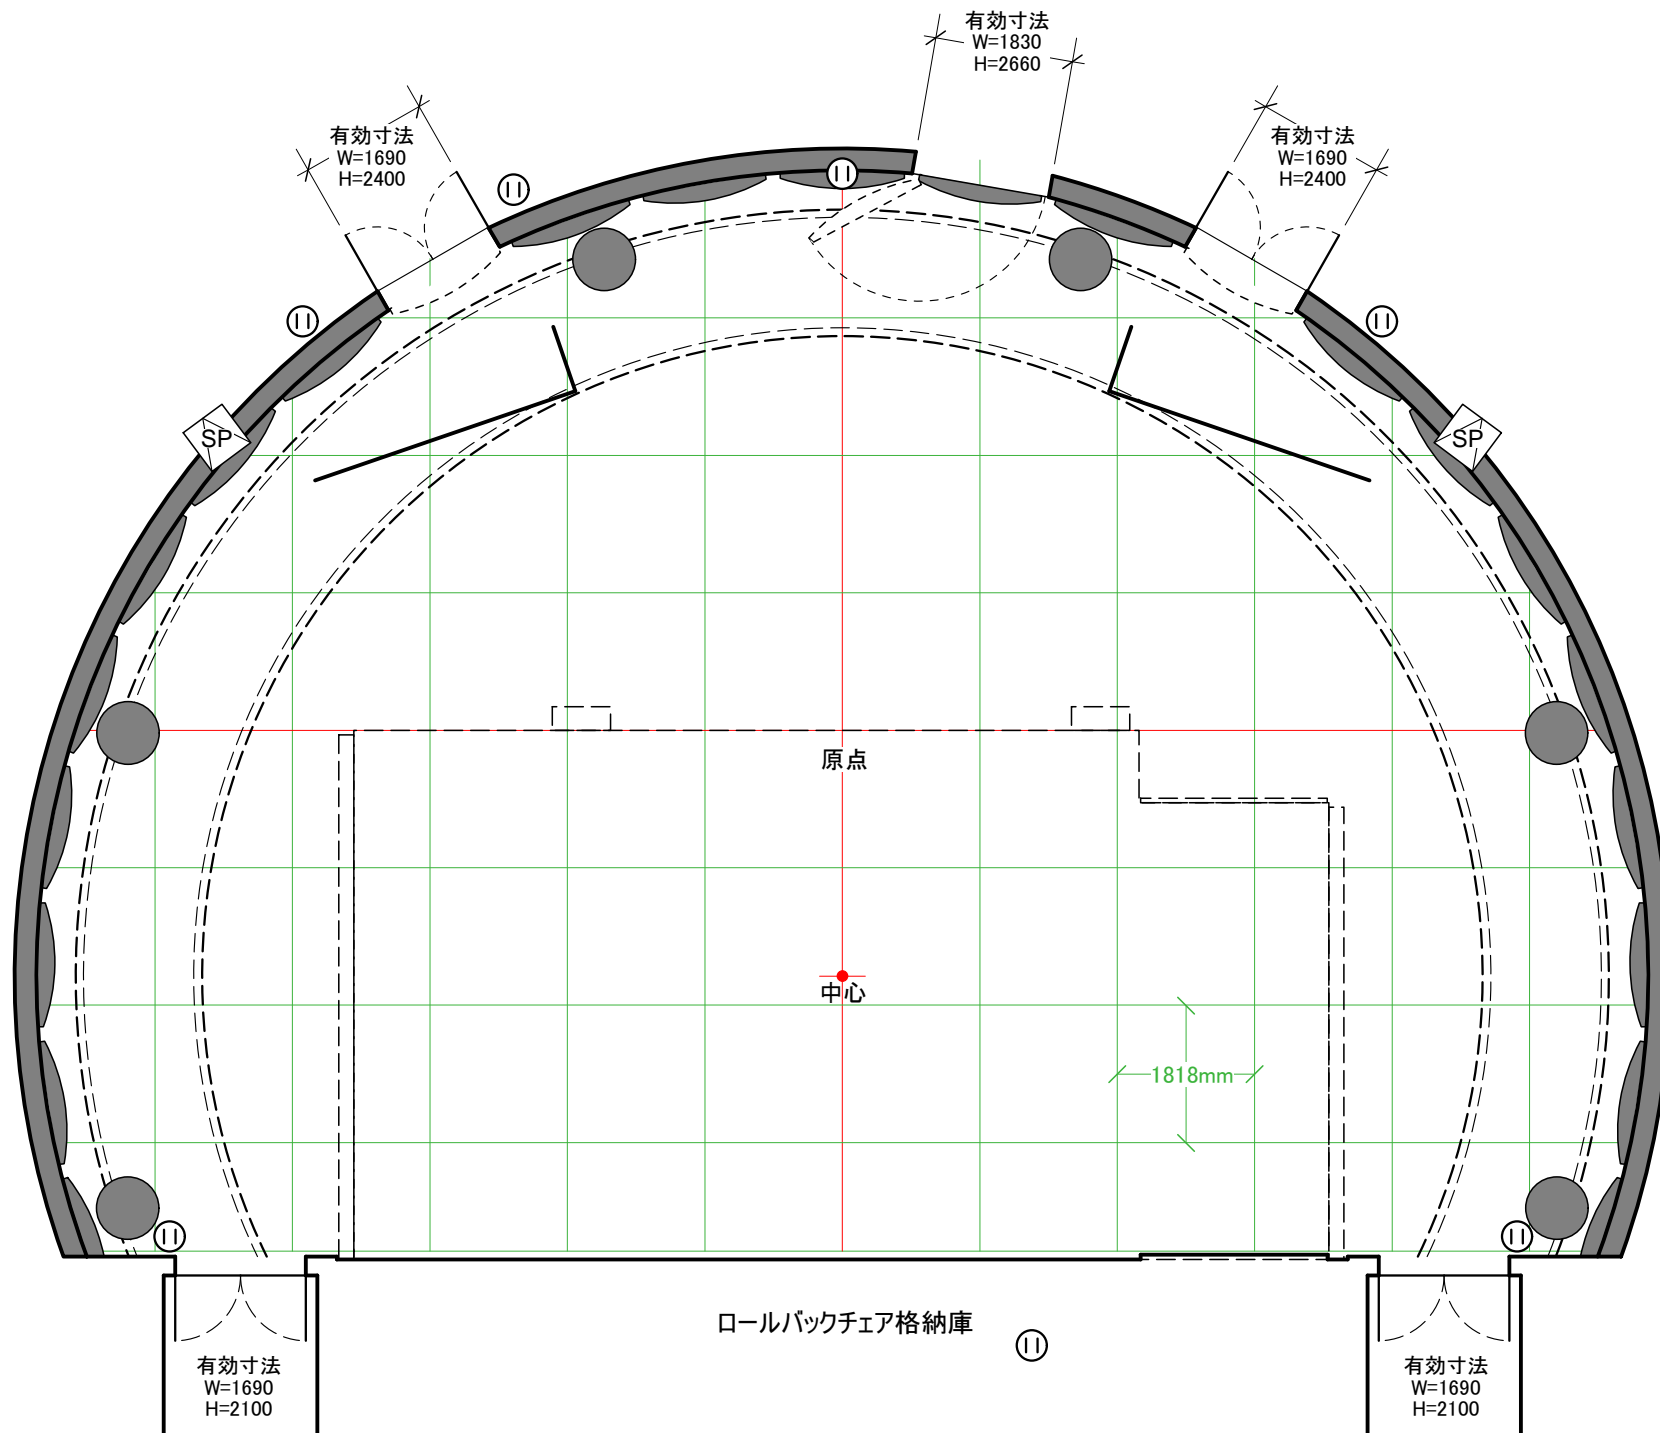 有効寸法
W=1830
H=2660
有効寸法
W=1690
H=2400
有効寸法
W=1690
H=2400
SP
SP
原点
中心
1818mm
ロールバックチェア格納庫
有効寸法
W=1690
H=2100
有効寸法
W=1690
H=2100